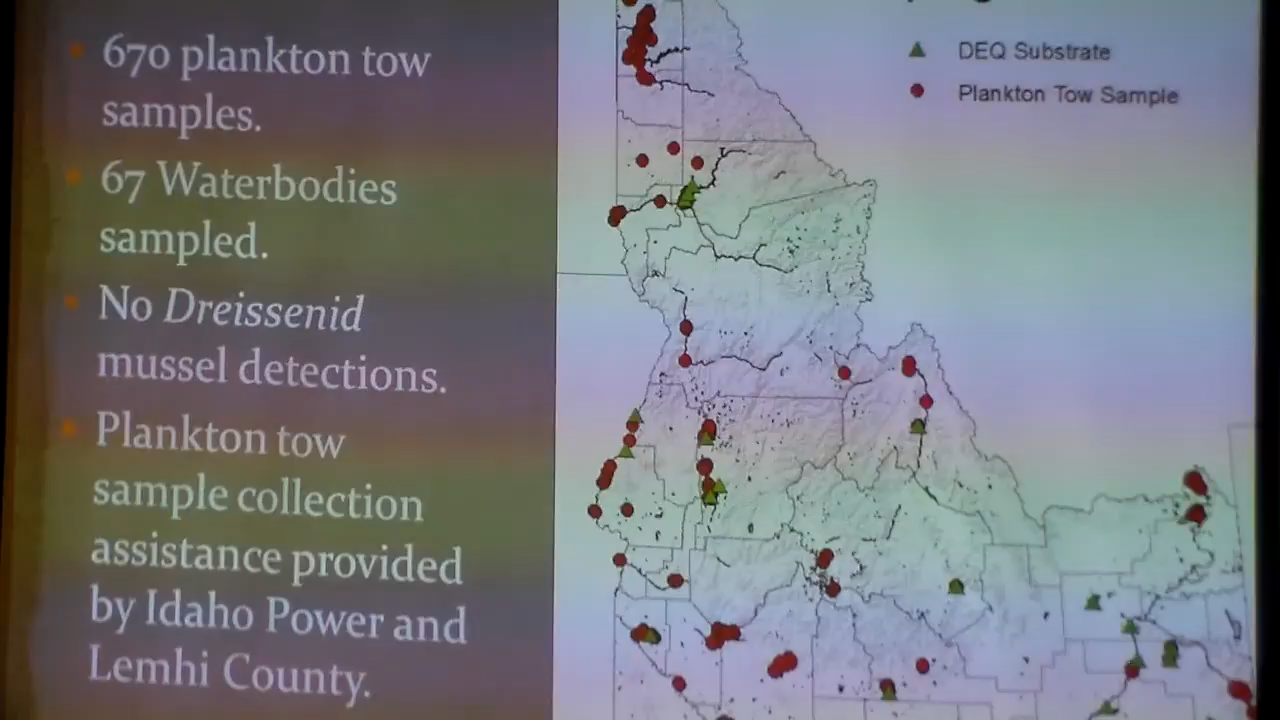 670 plankton tow
samples.
67 Waterbodies
sampled.
No Dreissenid
mussel detections.
Plankton tow
sample collection
assistance provided
by Idaho Power and
Lemhi County.
DEQ Substrate
Plankton Tow Sample